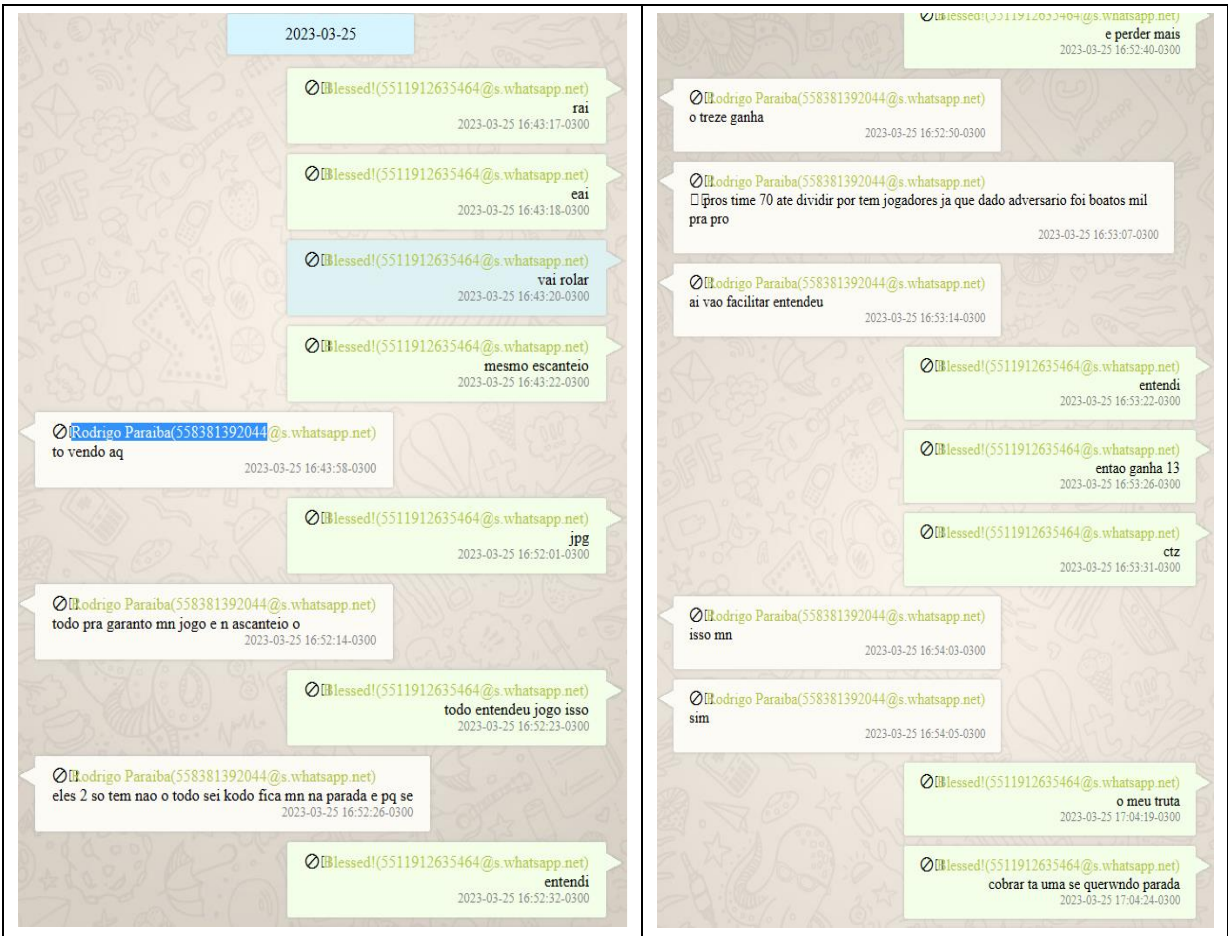 2023-03-25
Blessed!(5511912635464@s.whatsapp.net)
rai
2023-03-25 16:43:17-0300
Blessed!(5511912635464@s.whatsapp.net)
eai
2023-03-25 16:43:18-0300
Blessed!(5511912635464@s.whatsapp.net)
vai rolar
2023-03-25 16:43:20-0300
Blessed!(5511912635464@s.whatsapp.net)
mesmo escanteio
2023-03-25 16:43:22-0300
Rodrigo Paraiba(558381392044@s.whatsapp.net)
to vendo aq
2023-03-25 16:43:58-0300
Blessed!(5511912635464@s.whatsapp.net)
jpg
2023-03-25 16:52:01-0300
Rodrigo Paraiba(558381392044@s.whatsapp.net)
todo pra garanto mn jogo e n ascanteio o
2023-03-25 16:52:14-0300
Blessed!(5511912635464@s.whatsapp.net)
todo entendeu jogo isso
2023-03-25 16:52:23-0300
Rodrigo Paraiba(558381392044@s.whatsapp.net)
eles 2 so tem nao o todo sei kodo fica mn na parada e pq se
2023-03-25 16:52:26-0300
Blessed!(5511912635464@s.whatsapp.net)
entendi
2023-03-25 16:52:32-0300
Blessed!(5511912635464@s.whatsapp.net)
e perder mais
2023-03-25 16:52:40-0300
Rodrigo Paraiba(558381392044@s.whatsapp.net)
o treze ganha
2023-03-25 16:52:50-0300
Rodrigo Paraiba(558381392044@s.whatsapp.net)
pros time 70 ate dividir por tem jogadores ja que dado adversario foi boatos mil
pra pro
2023-03-25 16:53:07-0300
Rodrigo Paraiba(558381392044@s.whatsapp.net)
ai vao facilitar entendeu
2023-03-25 16:53:14-0300
Blessed!(5511912635464@s.whatsapp.net)
entendi
2023-03-25 16:53:22-0300
Blessed!(5511912635464@s.whatsapp.net)
entao ganha 13
2023-03-25 16:53:26-0300
Blessed!(5511912635464@s.whatsapp.net)
ctz
2023-03-25 16:53:31-0300
Rodrigo Paraiba(558381392044@s.whatsapp.net)
isso mn
2023-03-25 16:54:03-0300
Rodrigo Paraiba(558381392044@s.whatsapp.net)
sim
2023-03-25 16:54:05-0300
Blessed!(5511912635464@s.whatsapp.net)
o meu truta
2023-03-25 17:04:19-0300
Blessed!(5511912635464@s.whatsapp.net)
cobrar ta uma se querwndo parada
2023-03-25 17:04:24-0300